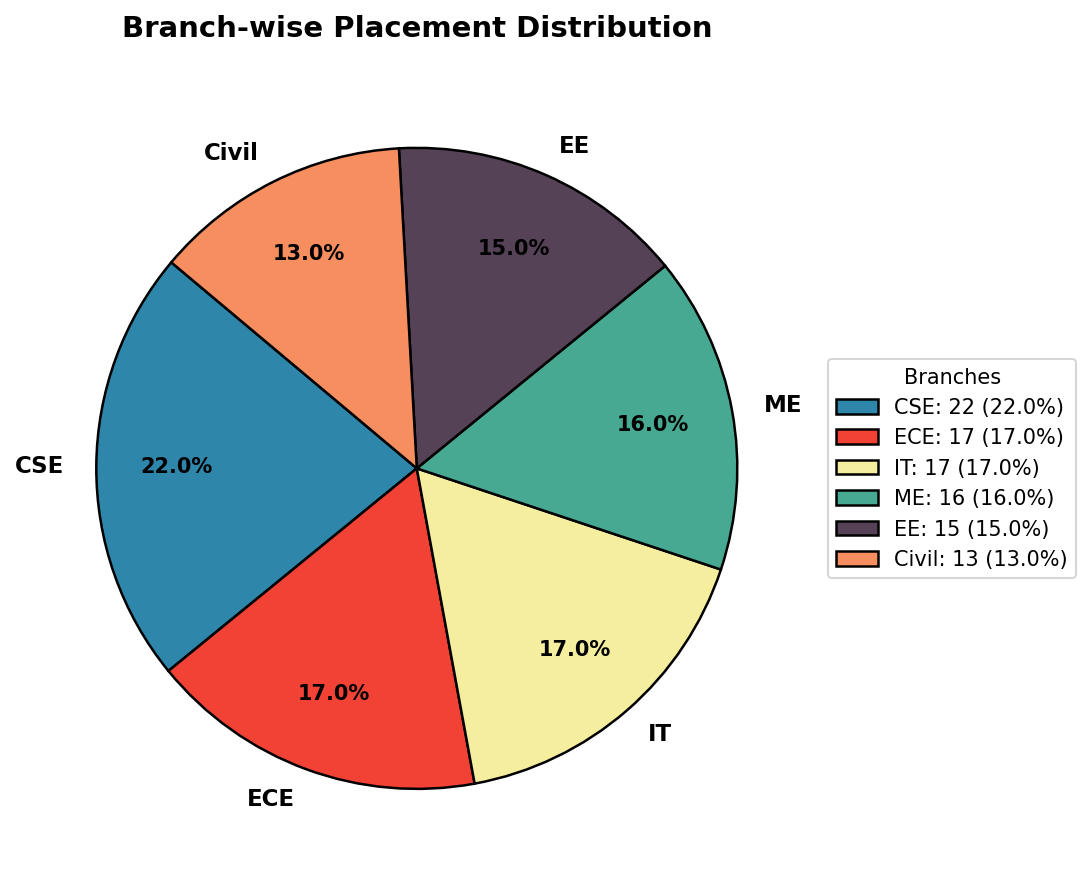 Branch-wise Placement Distribution
Civil
EE
13.0%
15.0%
ME
16.0%
CSE
22.0%
17.0%
17.0%
IT
ECE
Branches
CSE: 22 (22.0%)
ECE: 17 (17.0%)
IT: 17 (17.0%)
ME: 16 (16.0%)
EE: 15 (15.0%)
Civil: 13 (13.0%)